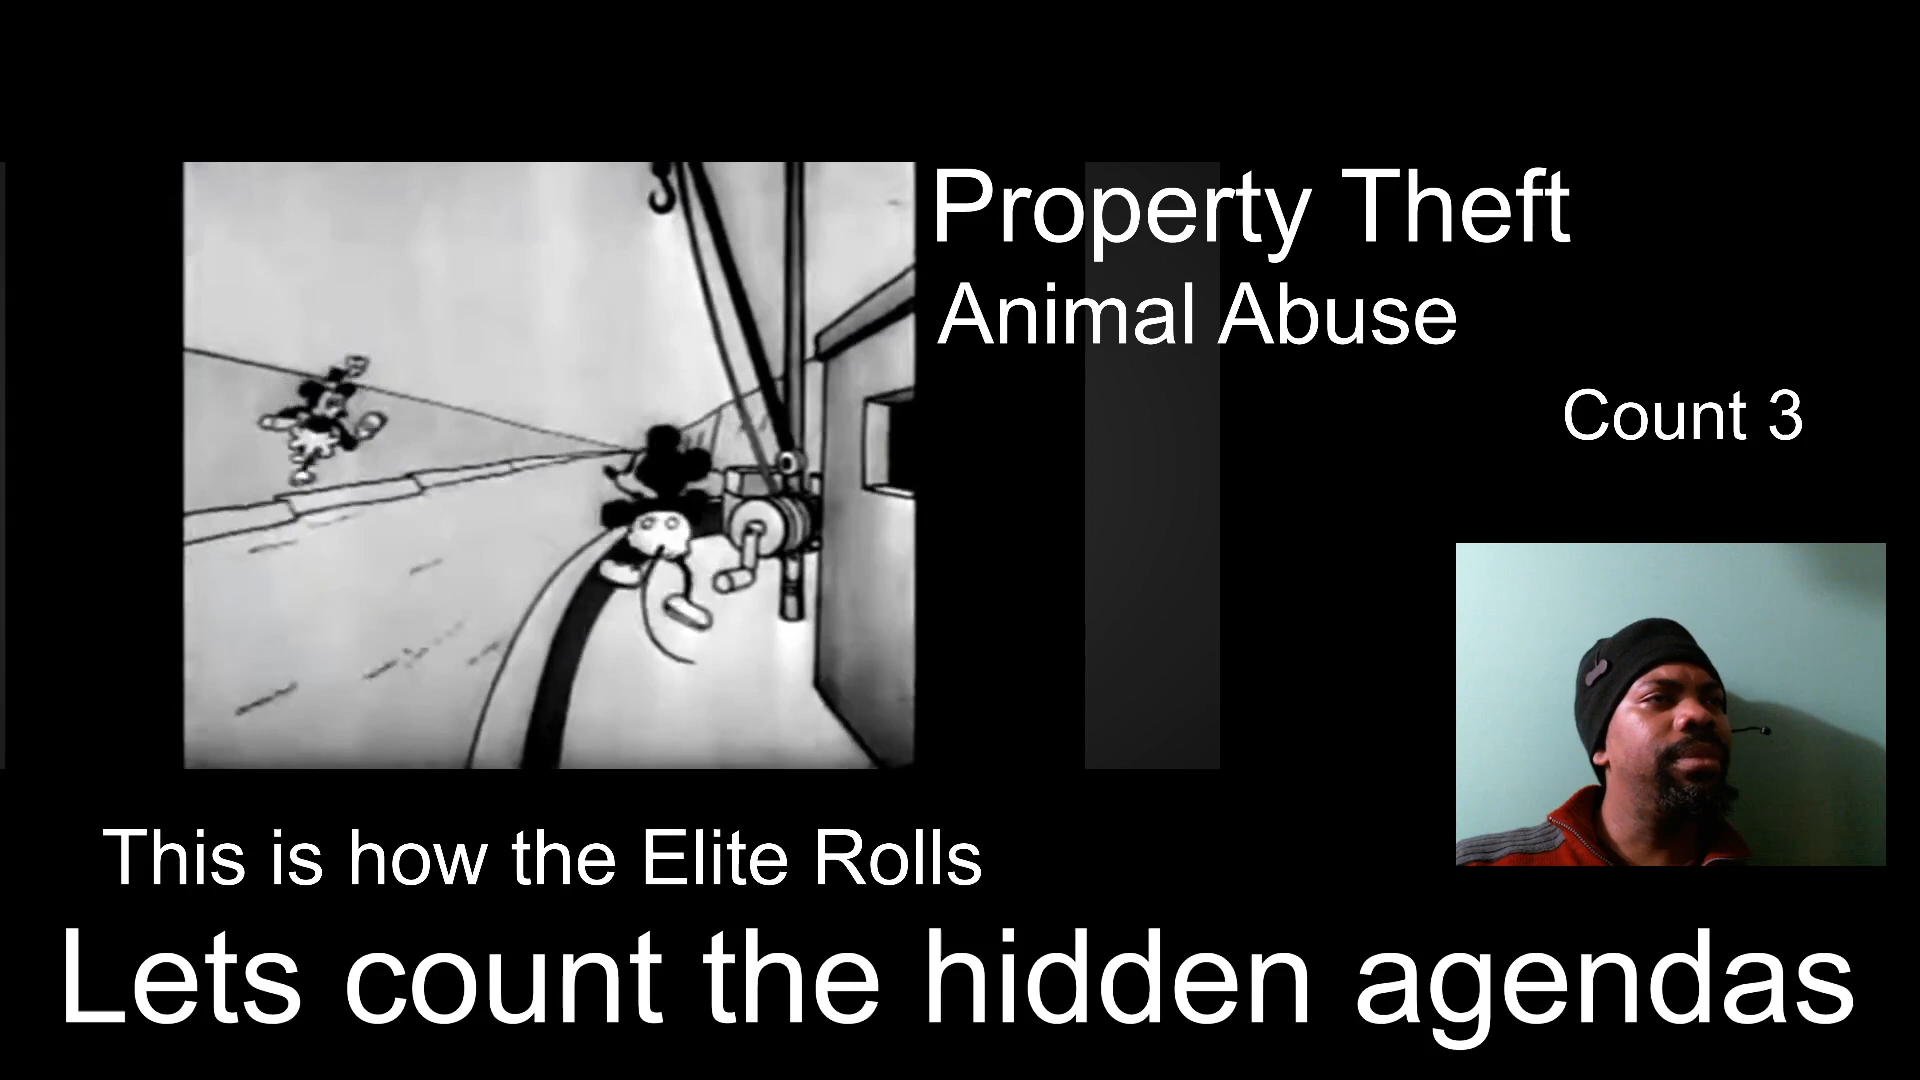 Property Theft
Animal Abuse
Count 3
This is how the Elite Rolls
Lets count the hidden agendas